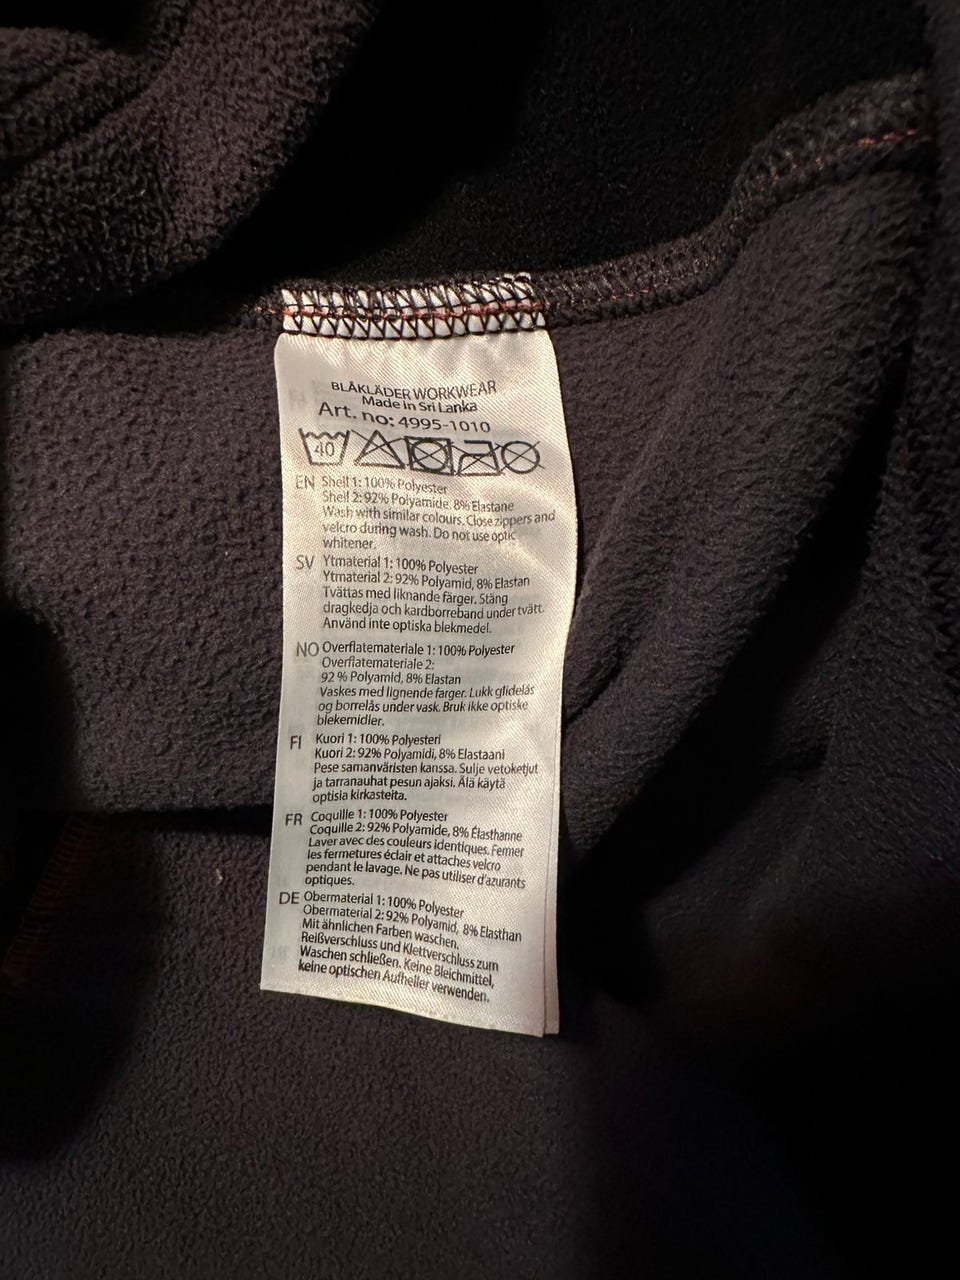 BLÅKLÄDER WORKWEAR
Made in Sri Lanka
Art. no: 4995-1010
40
EN Shell 1: 100% Polyester
Shell 2: 92% Polyamide, 8% Elastane
Wash with similar colours. Close zippers and
velcro during wash. Do not use optic
whitener.
SV Ytmaterial 1: 100% Polyester
Ytmaterial 2: 92% Polyamid, 8% Elastan
Tvättas med liknande färger. Stäng
dragkedja och kardborreband under tvätt.
Använd inte optiska blekmedel.
NO Overflatemateriale 1: 100% Polyester
Overflatemateriale 2:
92 % Polyamid, 8% Elastan
Vaskes med lignende farger. Lukk glidelås
og borrelås under vask. Bruk ikke optiske
blekemidler.
FI Kuori 1: 100% Polyesteri
Kuori 2: 92% Polyamidi, 8% Elastaani
Pese samanväristen kanssa. Sulje vetoketjut
ja tarranauhat pesun ajaksi. Älä käytä
optisia kirkasteita.
FR Coquille 1: 100% Polyester
Coquille 2: 92% Polyamide, 8% Élasthanne
Laver avec des couleurs identiques. Fermer
les fermetures éclair et attaches velcro
pendant le lavage. Ne pas utiliser d'azurants
optiques.
DE Obermaterial 1: 100% Polyester
Obermaterial 2: 92% Polyamid, 8% Elasthan
Mit ähnlichen Farben waschen.
Reißverschluss und Klettverschluss zum
Waschen schließen. Keine Bleichmittel,
keine optischen Aufheller verwenden.